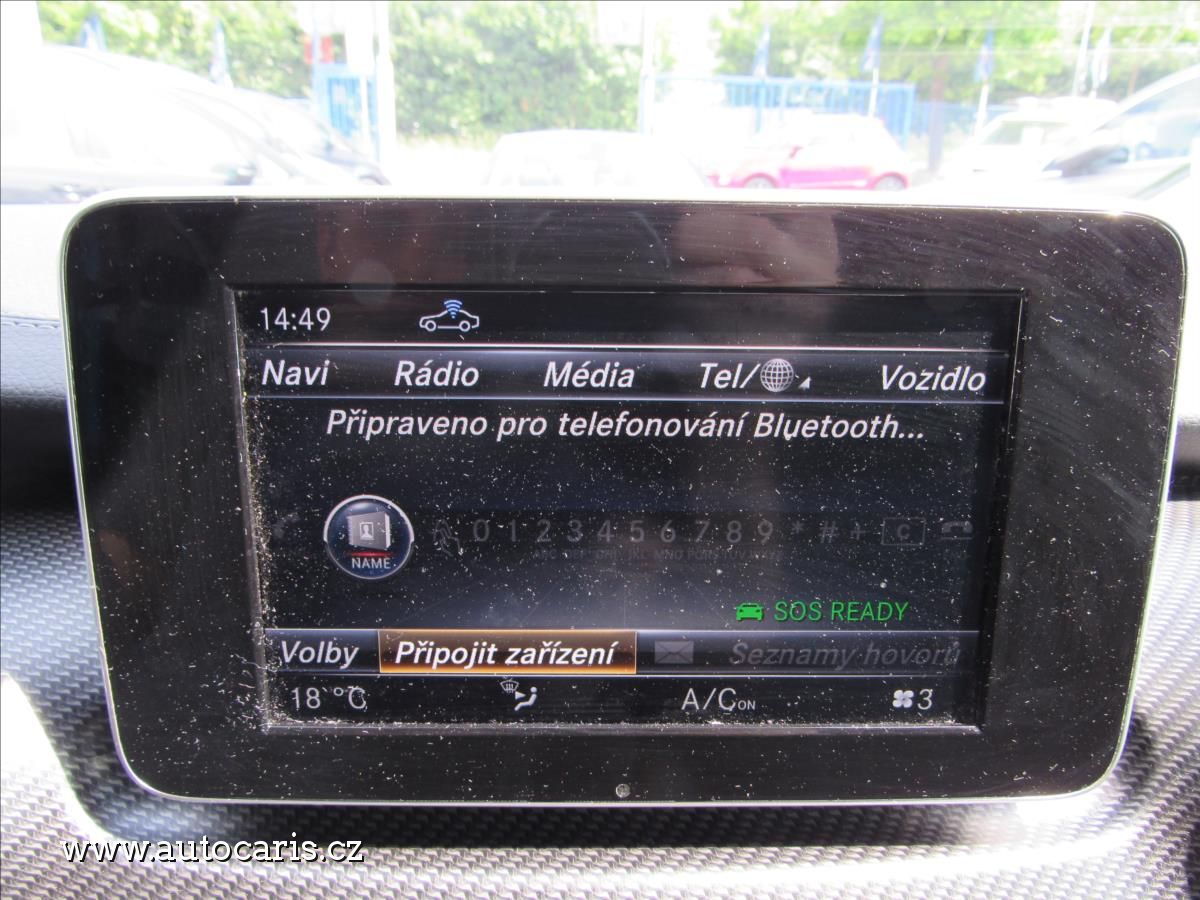 14:49
Navi Rádio Média Tel/ Vozidlo
Připraveno pro telefonování Bluetooth...
0 1 2 3 4 5 6 7 8 9 # + C
NAME
SOS READY
Volby Připojit zařízení Seznamy hovorů
18 °C A/C ON 3
www.autocaris.cz